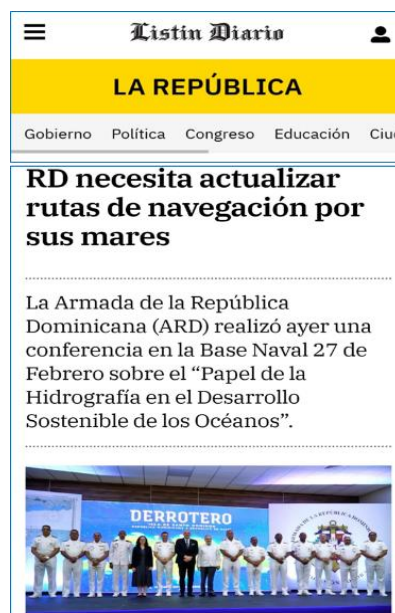 Listin Diario
LA REPÚBLICA
Gobierno Política Congreso Educación Ciu
RD necesita actualizar
rutas de navegación por
sus mares
La Armada de la República
Dominicana (ARD) realizó ayer una
conferencia en la Base Naval 27 de
Febrero sobre el “Papel de la
Hidrografía en el Desarrollo
Sostenible de los Océanos”.
DERROTERO